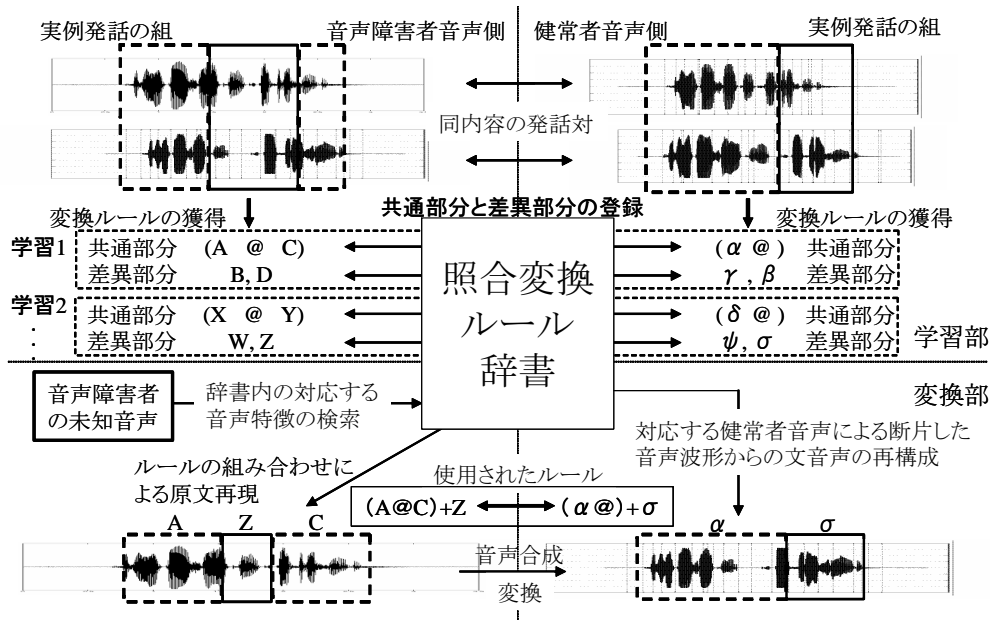 実例発話の組
音声障害者音声側
健常者音声側
実例発話の組
同内容の発話対
変換ルールの獲得
共通部分と差異部分の登録
変換ルールの獲得
学習1
共通部分 (A @ C)
差異部分 B, D
(α @) 共通部分
γ , β 差異部分
学習2
共通部分 (X @ Y)
差異部分 W, Z
(δ @) 共通部分
ψ, σ 差異部分
:
照合変換
ルール
辞書
学習部
変換部
音声障害者
の未知音声
辞書内の対応する
音声特徴の検索
対応する健常者音声による断片した
音声波形からの文音声の再構成
ルールの組み合わせに
よる原文再現
使用されたルール
(A@C)+Z
(α@)+σ
A Z C
α σ
音声合成
変換